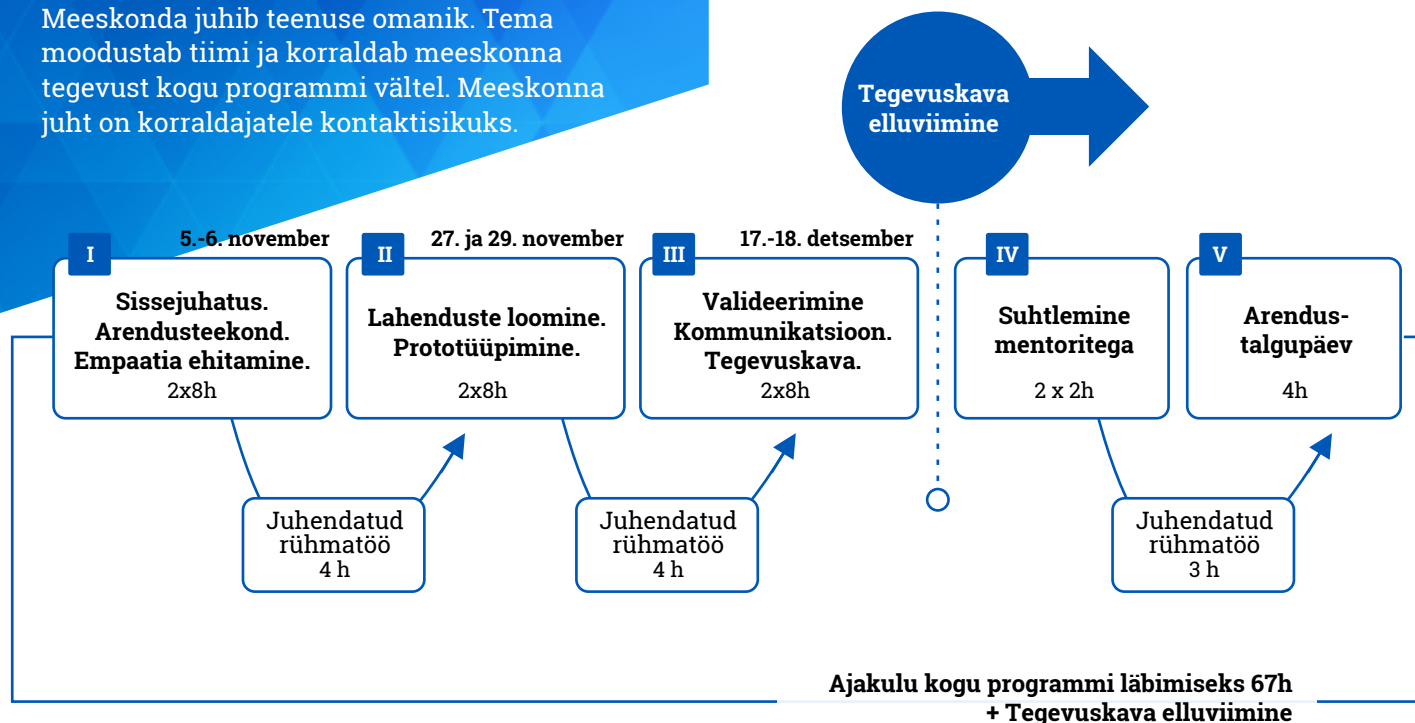 Meeskonda juhib teenuse omanik. Tema
moodustab tiimi ja korraldab meeskonna
tegevust kogu programmi vältel. Meeskonna
juht on korraldajatele kontaktisikuks.
Tegevuskava
elluviimine
I
5.-6. november
Sissejuhatus.
Arendusteekond.
Empaatia ehitamine.
2x8h
II
27. ja 29. november
Lahenduste loomine.
Prototüüpimine.
2x8h
III
17.-18. detsember
Valideerimine
Kommunikatsioon.
Tegevuskava.
2x8h
IV
Suhtlemine
mentoritega
2 x 2h
V
Arendus-
talgupäev
4h
Juhendatud
rühmatöö
4 h
Juhendatud
rühmatöö
4 h
Juhendatud
rühmatöö
3 h
Ajakulu kogu programmi läbimiseks 67h
+ Tegevuskava elluviimine